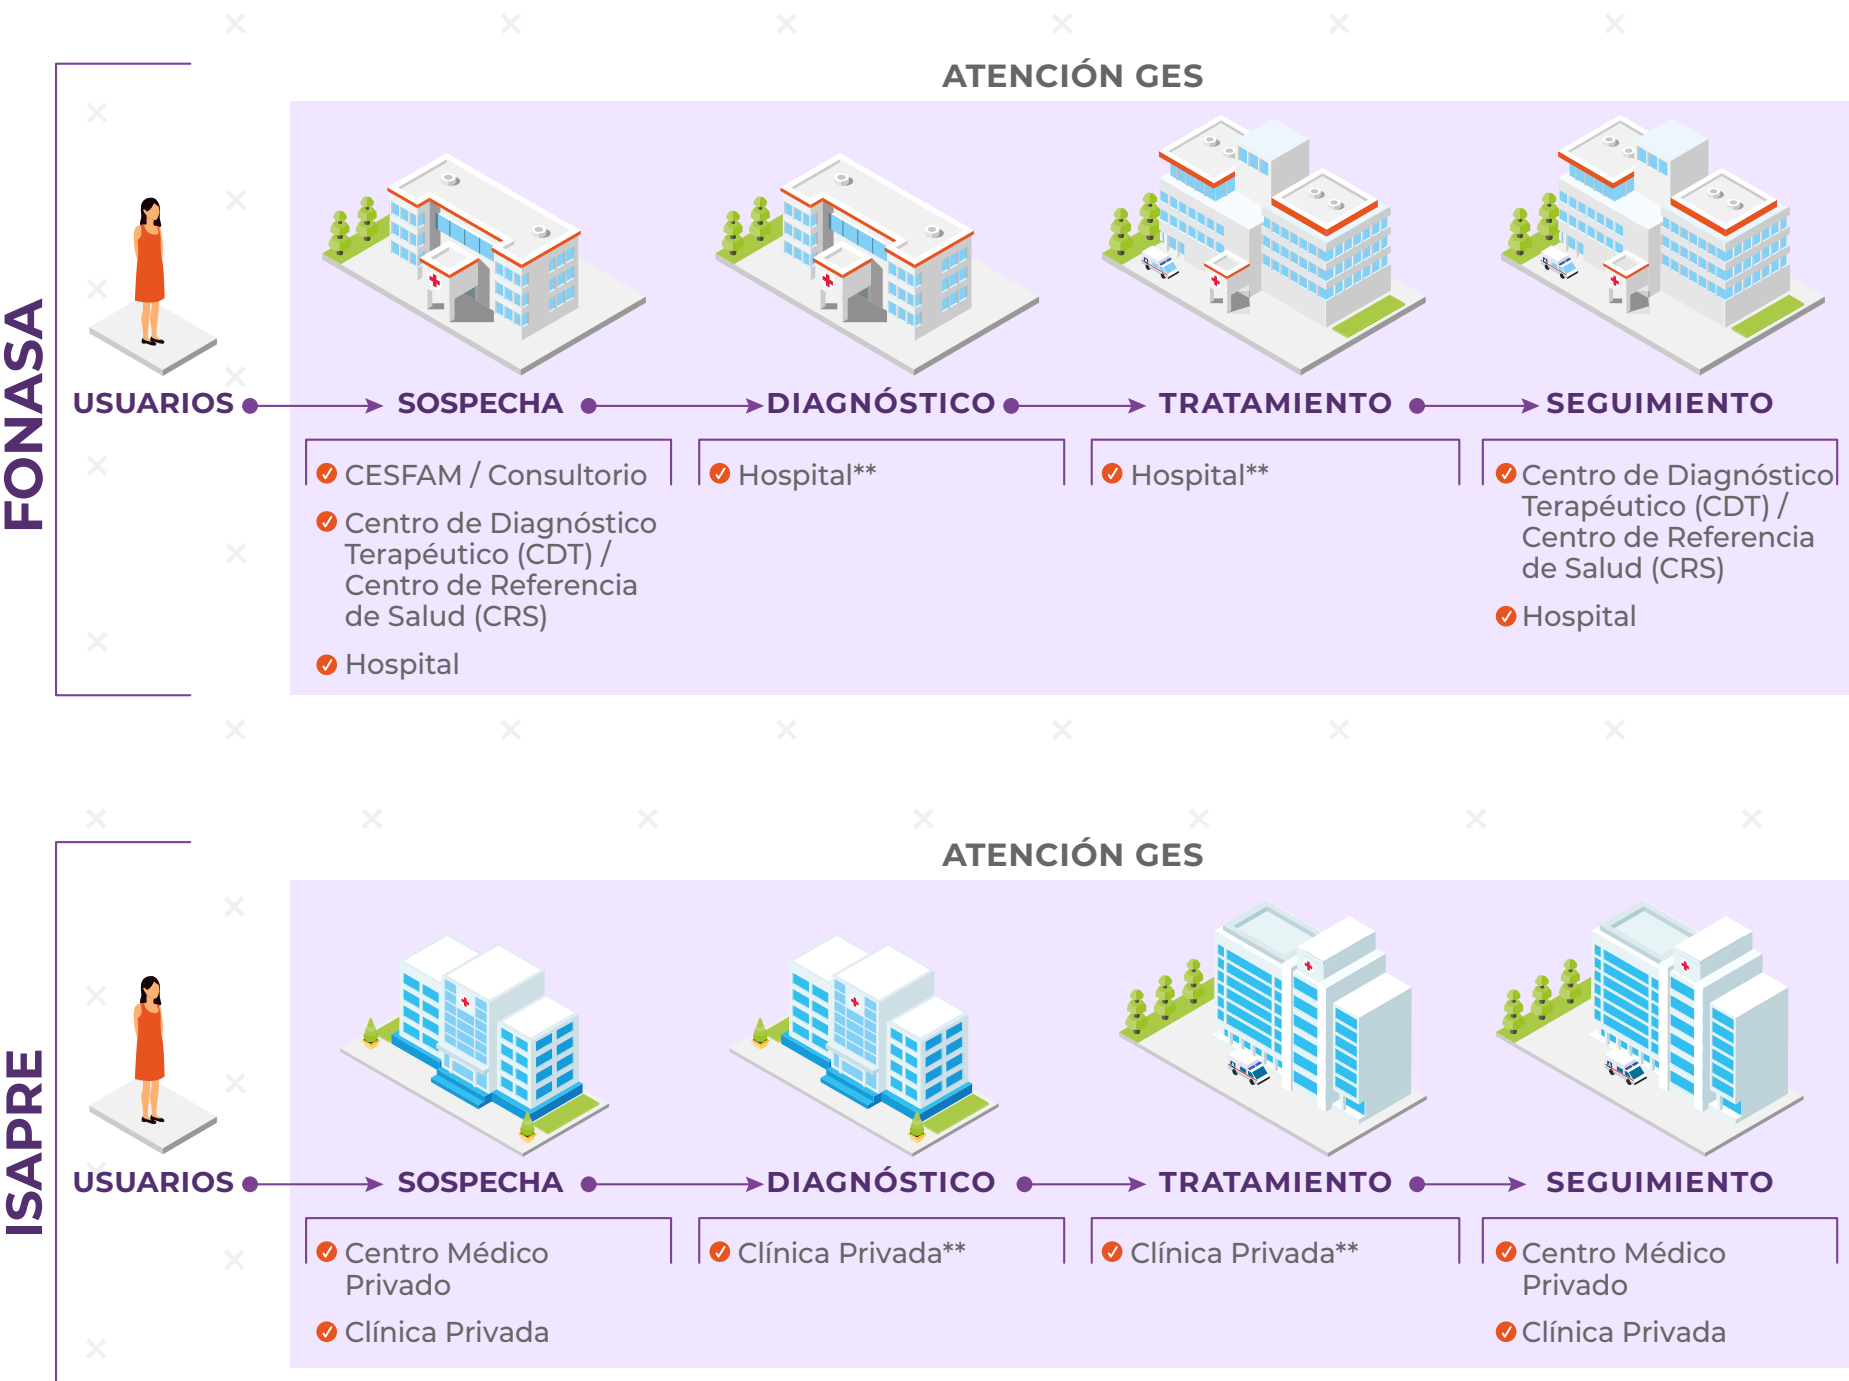 ATENCIÓN GES
FONASA
USUARIOS
SOSPECHA
DIAGNÓSTICO
TRATAMIENTO
SEGUIMIENTO
CESFAM / Consultorio
Centro de Diagnóstico
Terapéutico (CDT) /
Centro de Referencia
de Salud (CRS)
Hospital
Hospital**
Hospital**
Centro de Diagnóstico
Terapéutico (CDT) /
Centro de Referencia
de Salud (CRS)
Hospital
ATENCIÓN GES
ISAPRE
USUARIOS
SOSPECHA
DIAGNÓSTICO
TRATAMIENTO
SEGUIMIENTO
Centro Médico
Privado
Clínica Privada
Clínica Privada**
Clínica Privada**
Centro Médico
Privado
Clínica Privada